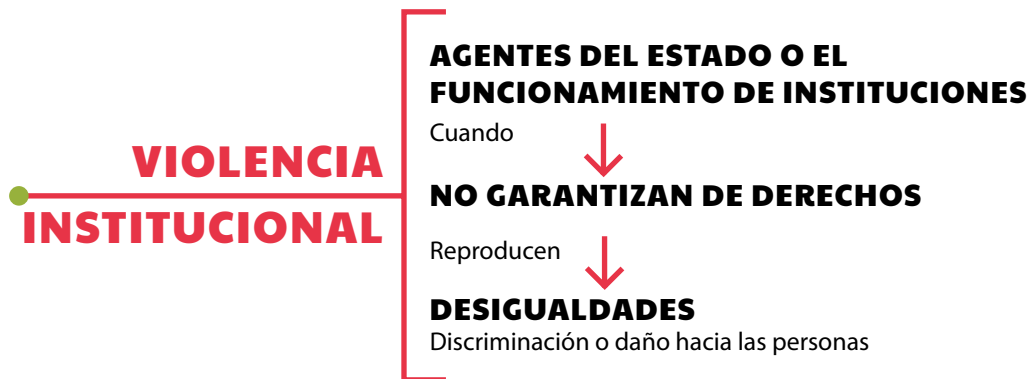 VIOLENCIA
INSTITUCIONAL
AGENTES DEL ESTADO O EL
FUNCIONAMIENTO DE INSTITUCIONES
Cuando
NO GARANTIZAN DE DERECHOS
Reproducen
DESIGUALDADES
Discriminación o daño hacia las personas